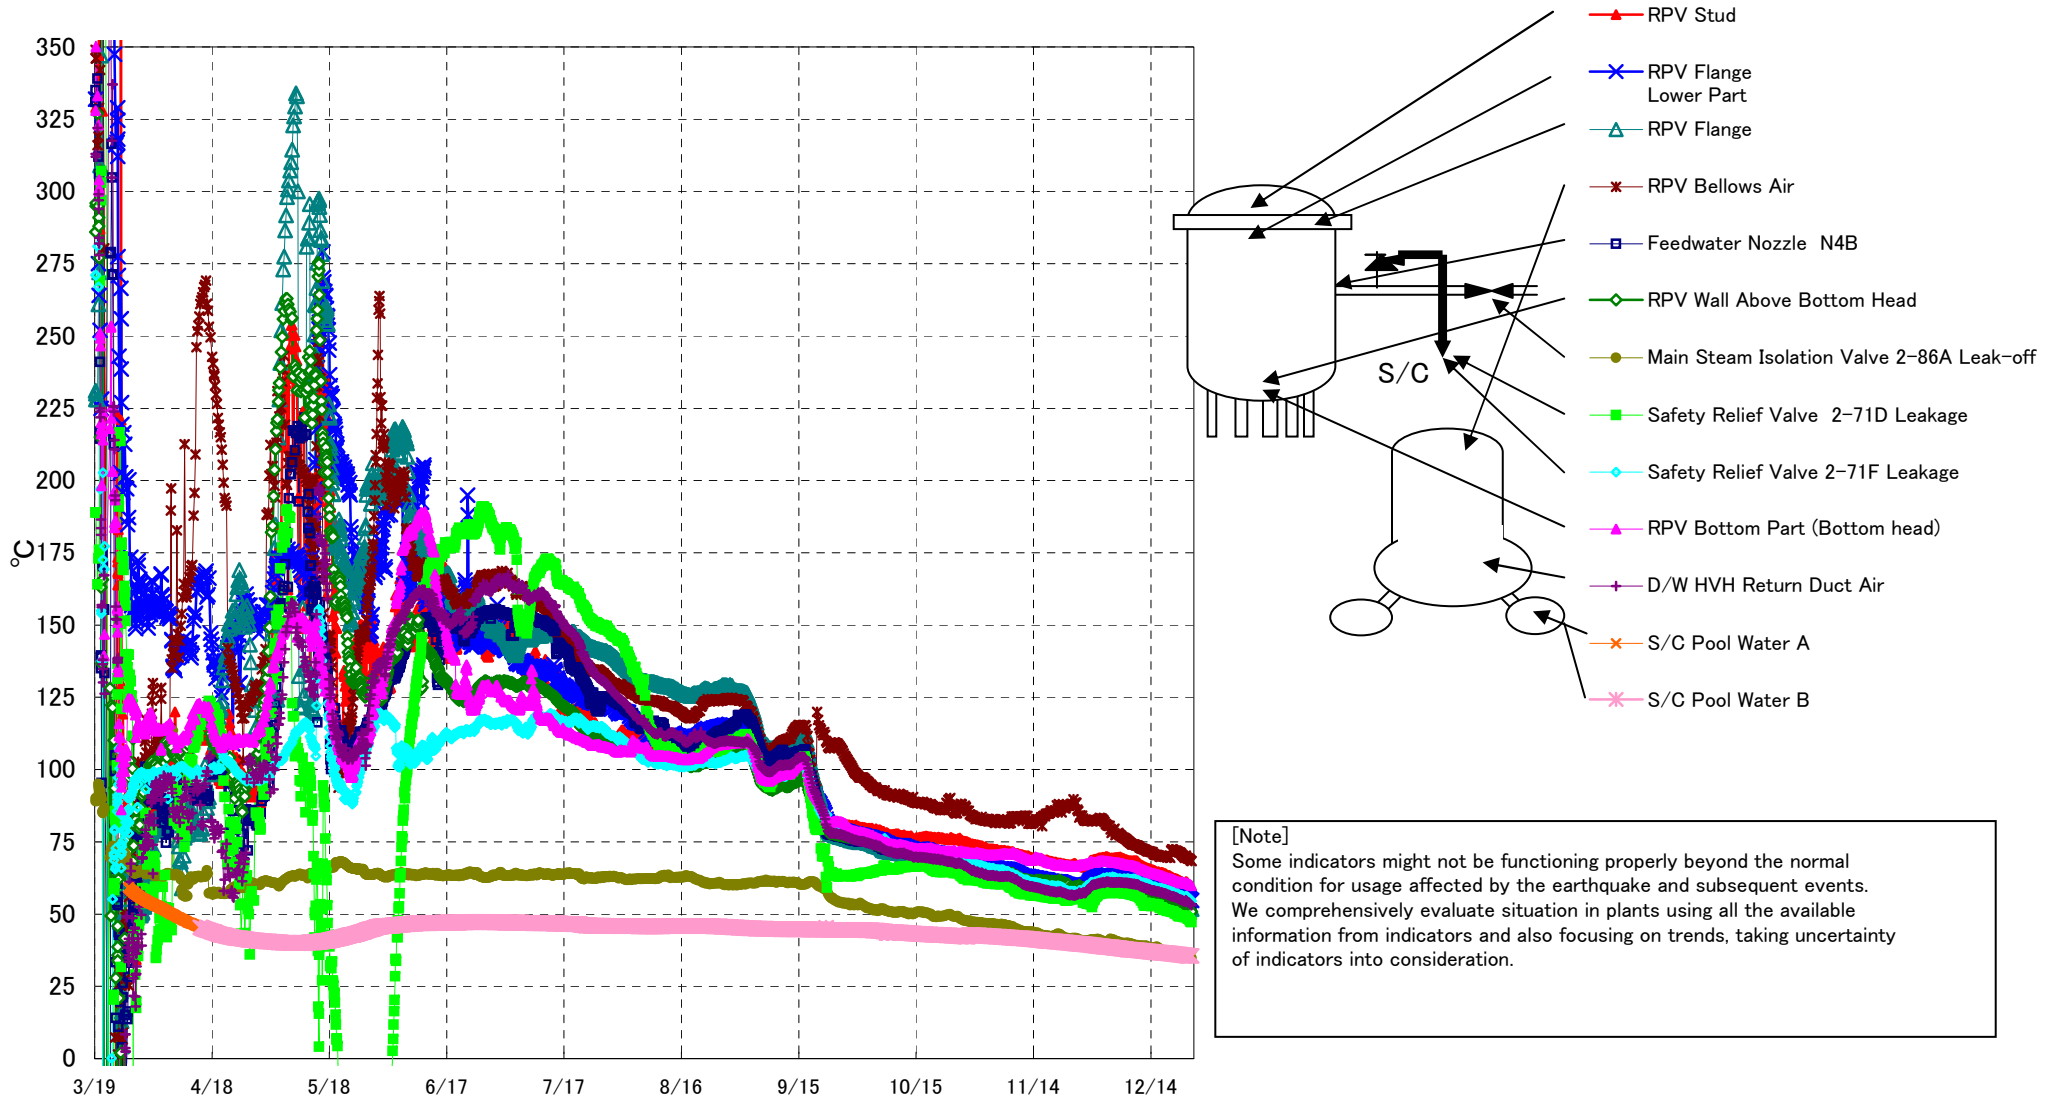 350
325
300
275
250
225
200
175
150
125
100
75
50
25
0
℃
3/19 4/18 5/18 6/17 7/17 8/16 9/15 10/15 11/14 12/14
RPV Stud
RPV Flange
Lower Part
RPV Flange
RPV Bellows Air
Feedwater Nozzle N4B
RPV Wall Above Bottom Head
Main Steam Isolation Valve 2-86A Leak-off
Safety Relief Valve 2-71D Leakage
Safety Relief Valve 2-71F Leakage
RPV Bottom Part (Bottom head)
D/W HVH Return Duct Air
S/C Pool Water A
S/C Pool Water B
S/C
[Note]
Some indicators might not be functioning properly beyond the normal
condition for usage affected by the earthquake and subsequent events.
We comprehensively evaluate situation in plants using all the available
information from indicators and also focusing on trends, taking uncertainty
of indicators into consideration.